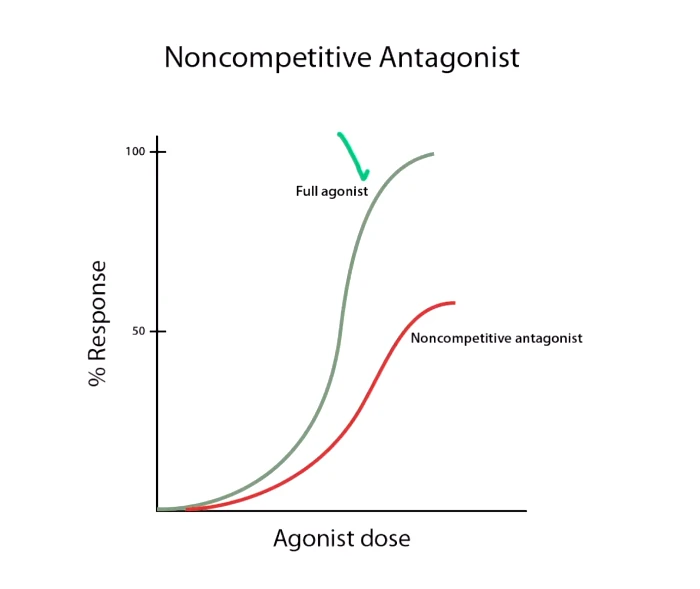 Noncompetitive Antagonist
100
Full agonist
50
Noncompetitive antagonist
% Response
Agonist dose